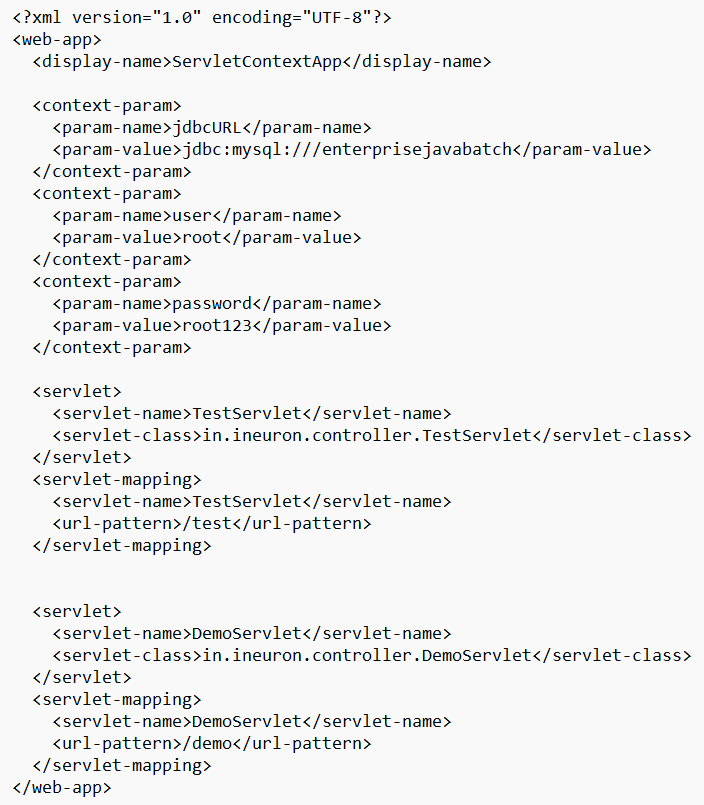 <?xml version="1.0" encoding="UTF-8"?>
<web-app>
  <display-name>ServletContextApp</display-name>

  <context-param>
    <param-name>jdbcURL</param-name>
    <param-value>jdbc:mysql:///enterprisejavabatch</param-value>
  </context-param>
  <context-param>
    <param-name>user</param-name>
    <param-value>root</param-value>
  </context-param>
  <context-param>
    <param-name>password</param-name>
    <param-value>root123</param-value>
  </context-param>

  <servlet>
    <servlet-name>TestServlet</servlet-name>
    <servlet-class>in.ineuron.controller.TestServlet</servlet-class>
  </servlet>
  <servlet-mapping>
    <servlet-name>TestServlet</servlet-name>
    <url-pattern>/test</url-pattern>
  </servlet-mapping>


  <servlet>
    <servlet-name>DemoServlet</servlet-name>
    <servlet-class>in.ineuron.controller.DemoServlet</servlet-class>
  </servlet>
  <servlet-mapping>
    <servlet-name>DemoServlet</servlet-name>
    <url-pattern>/demo</url-pattern>
  </servlet-mapping>
</web-app>